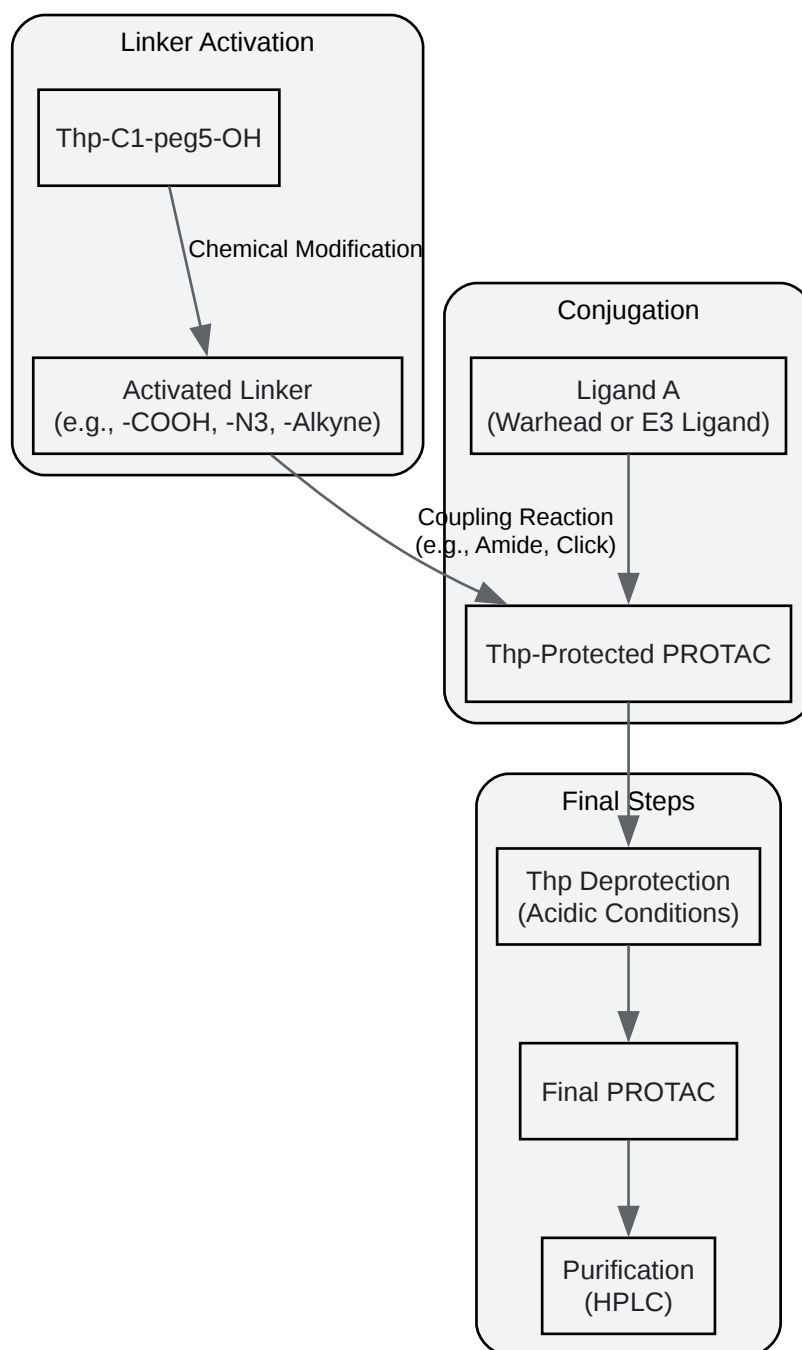 Linker Activation
Thp-C1-peg5-OH
Chemical Modification
Activated Linker
(e.g., -COOH, -N3, -Alkyne)
Conjugation
Ligand A
(Warhead or E3 Ligand)
Coupling Reaction
(e.g., Amide, Click)
Thp-Protected PROTAC
Final Steps
Thp Deprotection
(Acidic Conditions)
Final PROTAC
Purification
(HPLC)